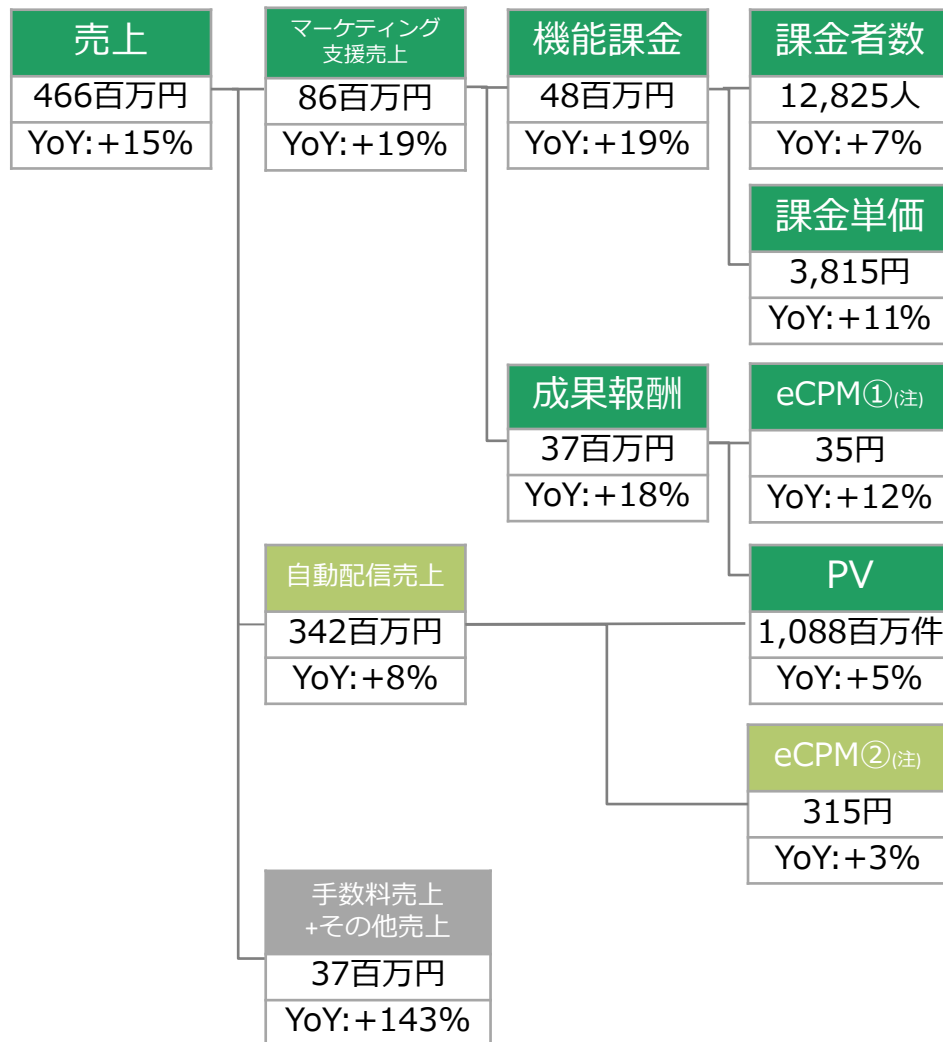 売上
466百万円
YoY:+15%
マーケティング
支援売上
86百万円
YoY:+19%
機能課金
48百万円
YoY:+19%
課金者数
12,825人
YoY:+7%
課金単価
3,815円
YoY:+11%
成果報酬
37百万円
YoY:+18%
eCPM①(注)
35円
YoY:+12%
自動配信売上
342百万円
YoY:+8%
PV
1,088百万件
YoY:+5%
eCPM②(注)
315円
YoY:+3%
手数料売上
+その他売上
37百万円
YoY:+143%